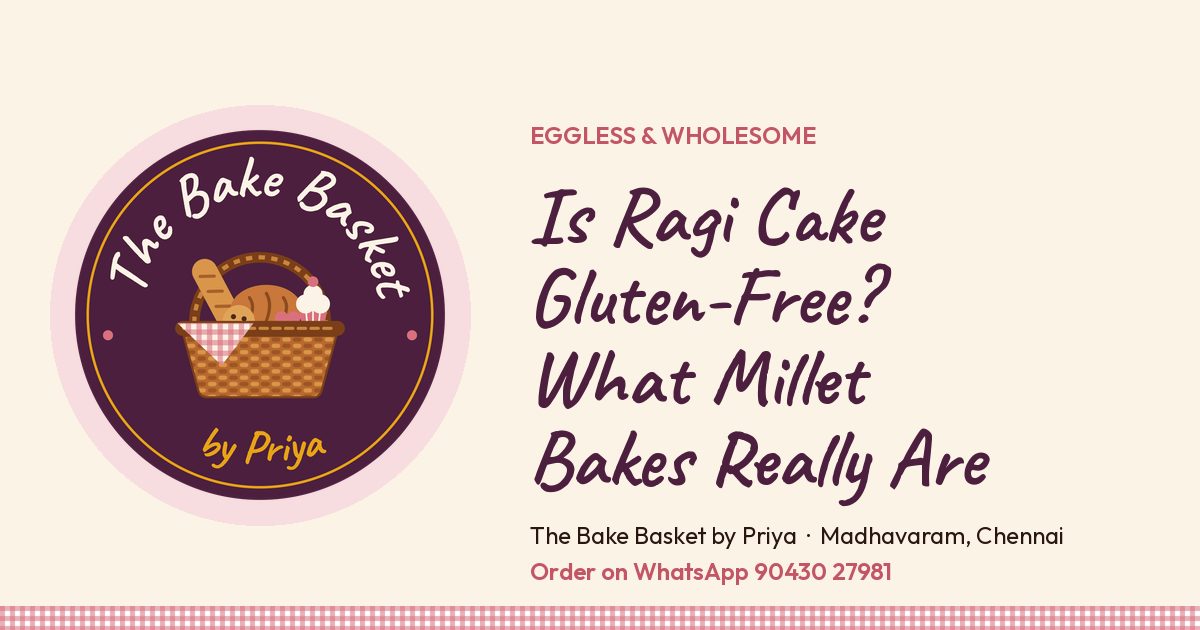 The Bake Basket
by Priya
EGGLESS & WHOLESOME
Is Ragi Cake
Gluten-Free?
What Millet
Bakes Really Are
The Bake Basket by Priya · Madhavaram, Chennai
Order on WhatsApp 90430 27981